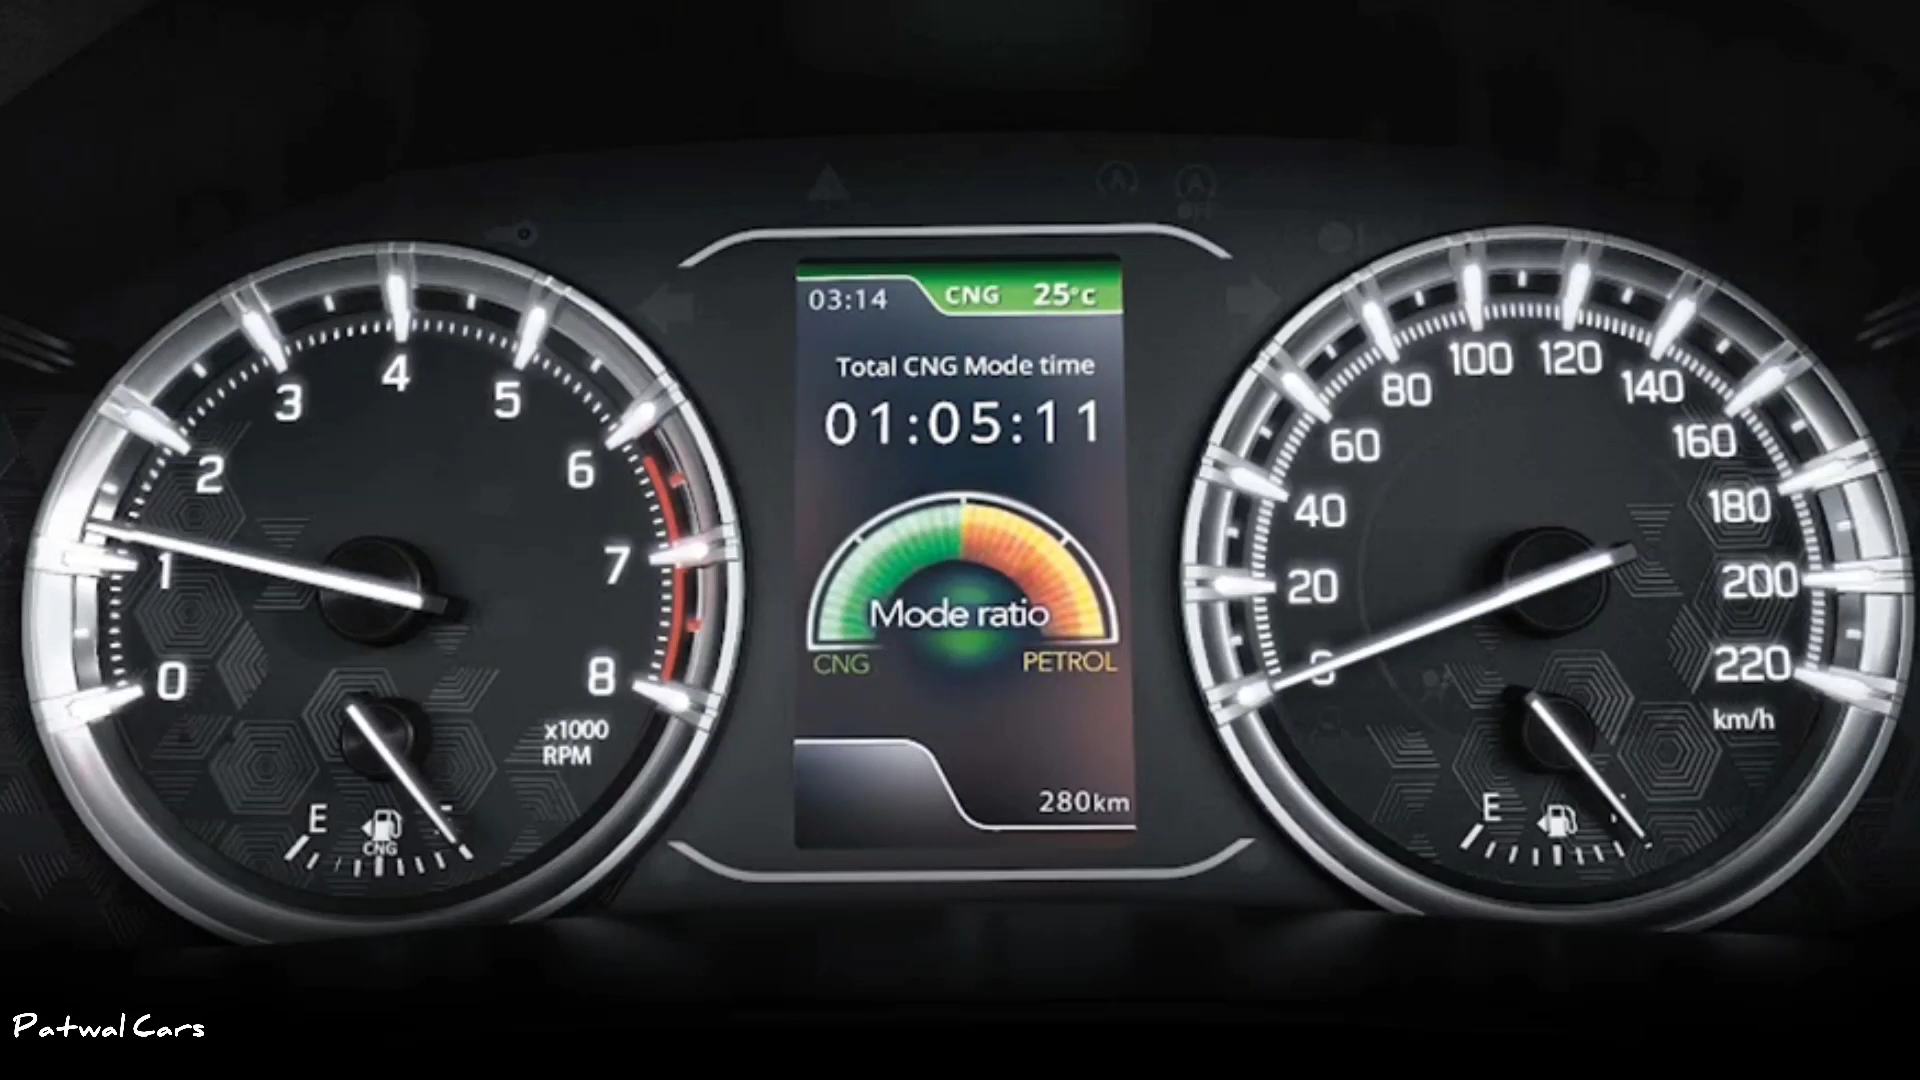 03:14
CNG 25°C
Total CNG Mode time
01:05:11
Mode ratio
CNG PETROL
280km
0
1
2
3
4
5
6
7
8
x1000
RPM
E
CNG
0
20
40
60
80
100
120
140
160
180
200
220
km/h
E
Patwal Cars